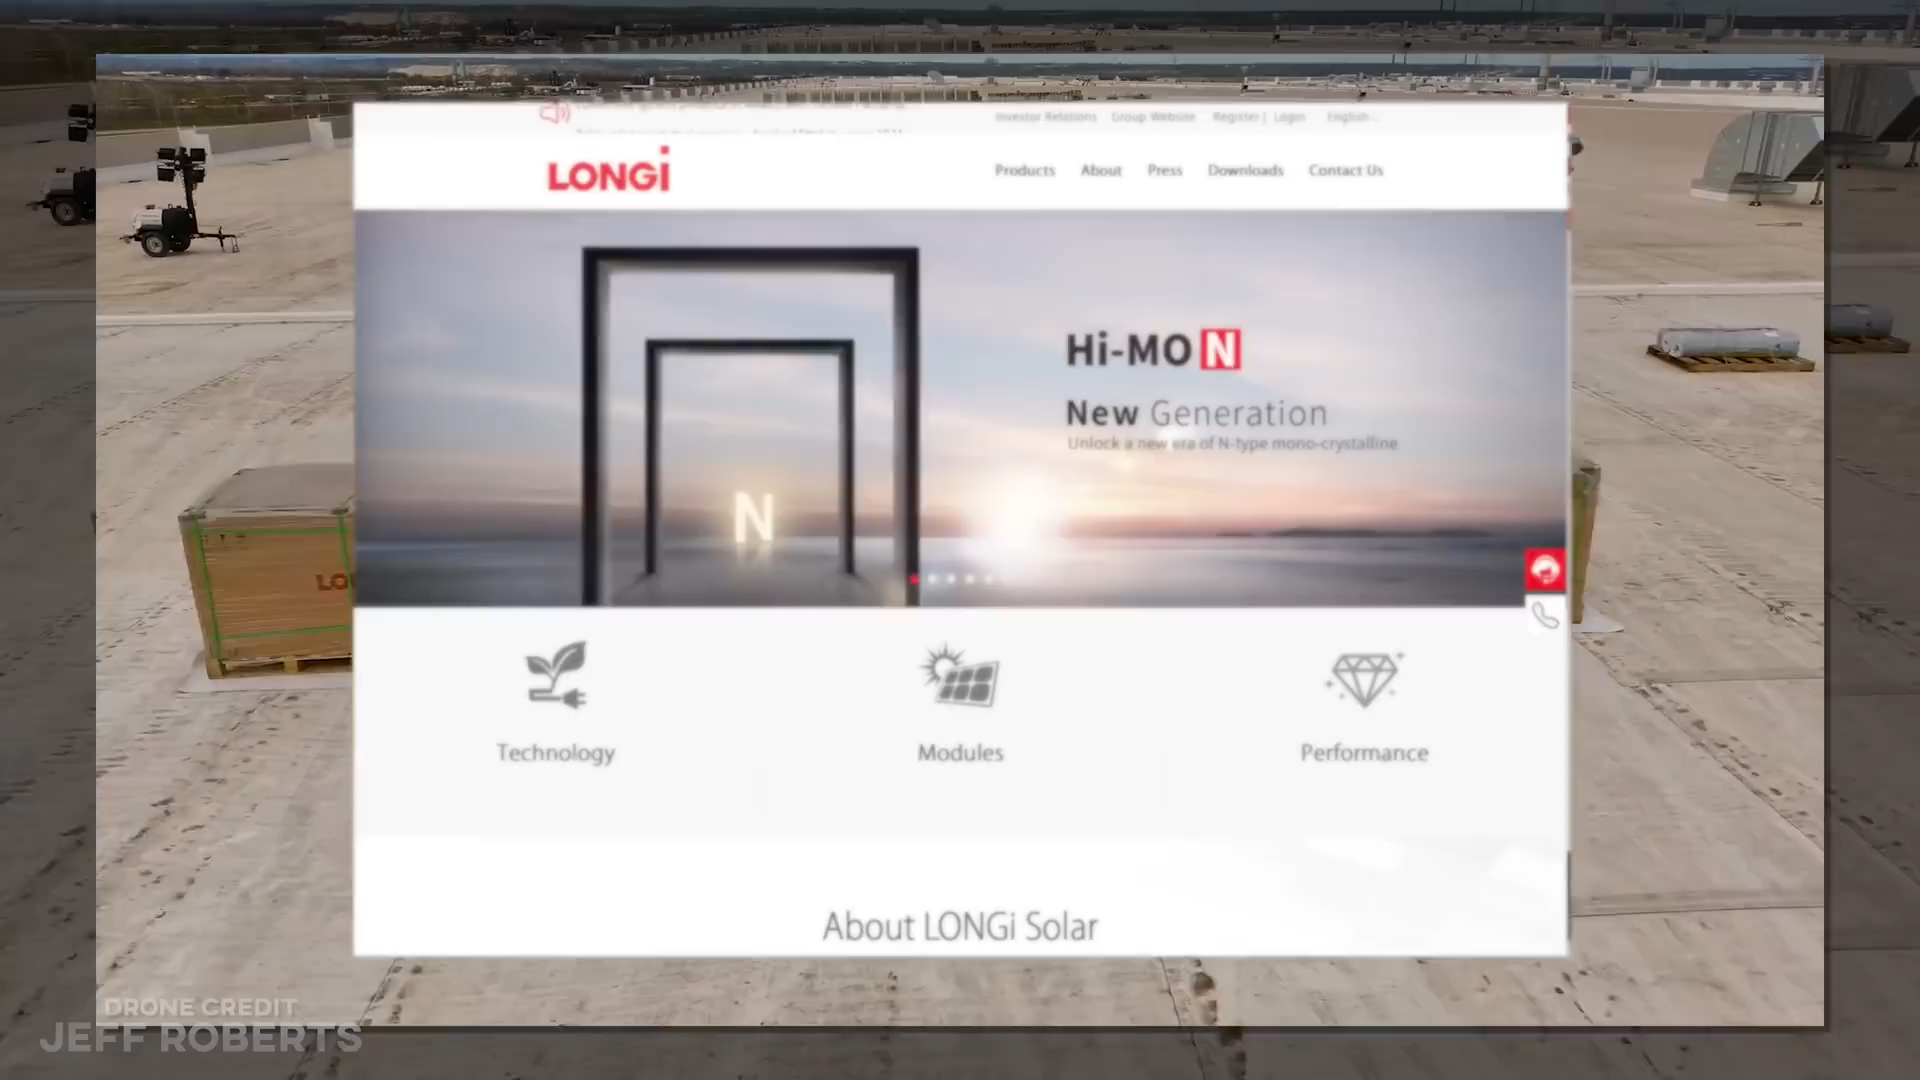 Investor Relations Group Website Register | Login English
LONGi
Products About Press Downloads Contact Us
Hi-MO N
New Generation
Unlock a new era of N-type mono-crystalline
N
LO
Technology Modules Performance
About LONGi Solar
DRONE CREDIT
JEFF ROBERTS